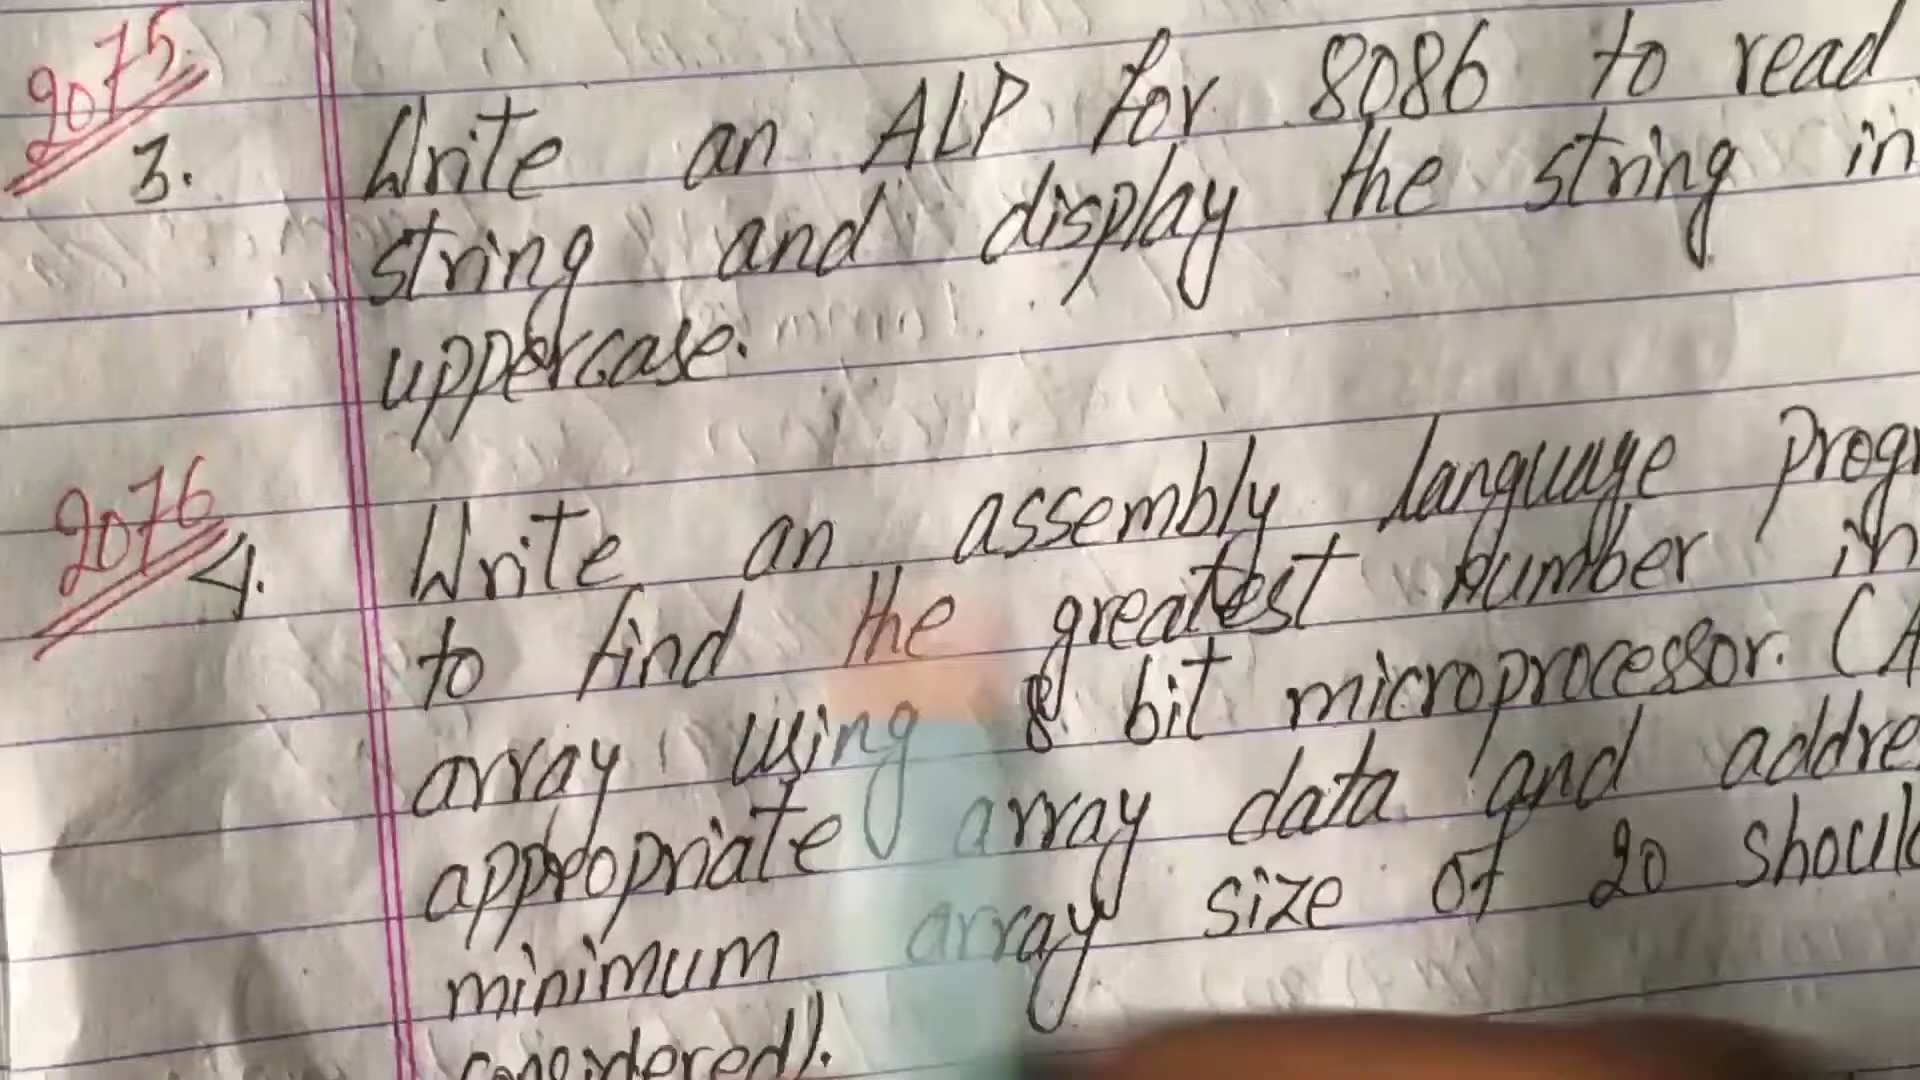 2075
3. Write an ALP for 8086 to read
string and display the string in
uppercase.
2076
4. Write an assembly language progr
to find the greatest number in
array using 8 bit microprocessor. (A
appropriate array data and addre
minimum array size of 20 should
considered).